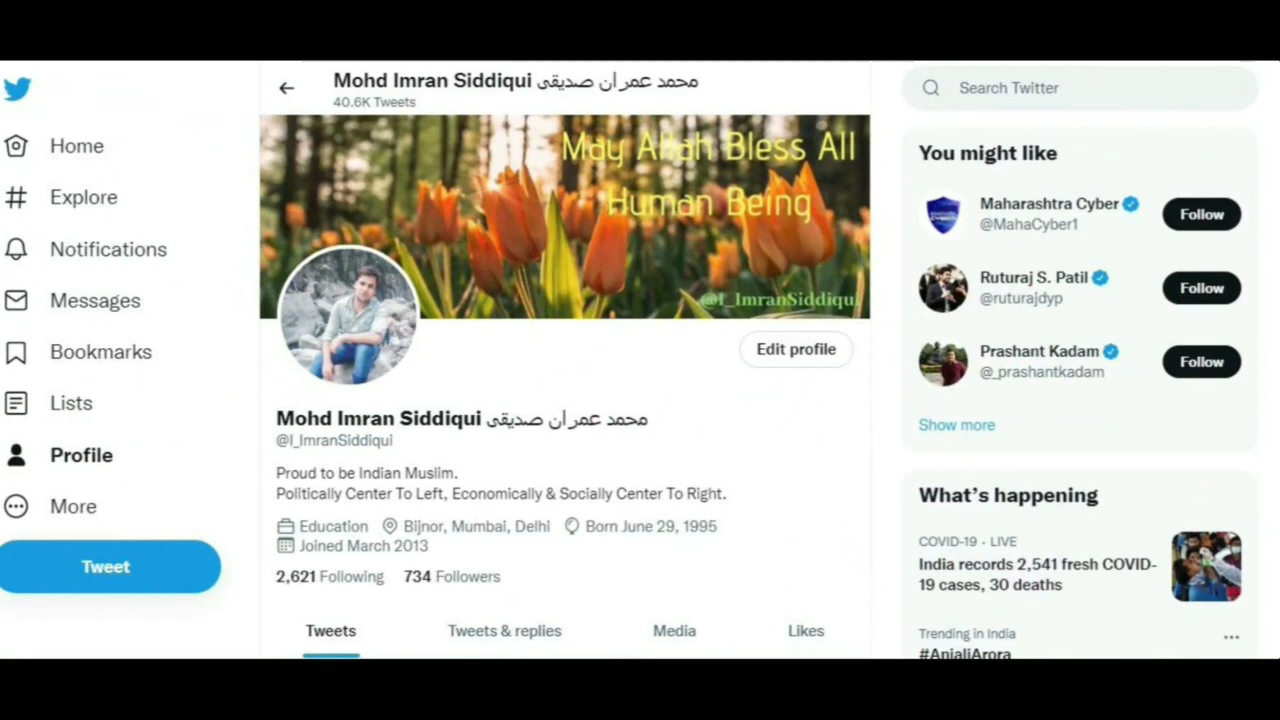 Mohd Imran Siddiqui محمد عمران صدیقی
40.6K Tweets
Home
Explore
Notifications
Messages
Bookmarks
Lists
Profile
More
Tweet
May Allah Bless All
Human Being
@I_ImranSiddiqui
Edit profile
Mohd Imran Siddiqui محمد عمران صدیقی
@I_ImranSiddiqui
Proud to be Indian Muslim.
Politically Center To Left, Economically & Socially Center To Right.
Education Bijnor, Mumbai, Delhi Born June 29, 1995
Joined March 2013
2,621 Following 734 Followers
Tweets Tweets & replies Media Likes
Search Twitter
You might like
Maharashtra Cyber
@MahaCyber1
Follow
Ruturaj S. Patil
@ruturajdyp
Follow
Prashant Kadam
@_prashantkadam
Follow
Show more
What's happening
COVID-19 - LIVE
India records 2,541 fresh COVID-
19 cases, 30 deaths
Trending in India
#AnjaliArora